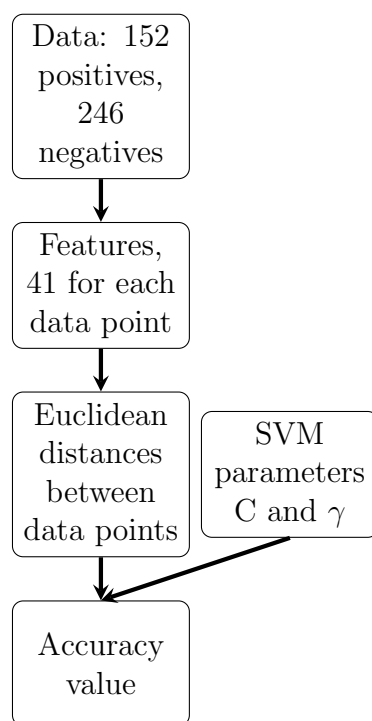 Data: 152
positives,
246
negatives
Features,
41 for each
data point
Euclidean
distances
between
data points
SVM
parameters
C and γ
Accuracy
value